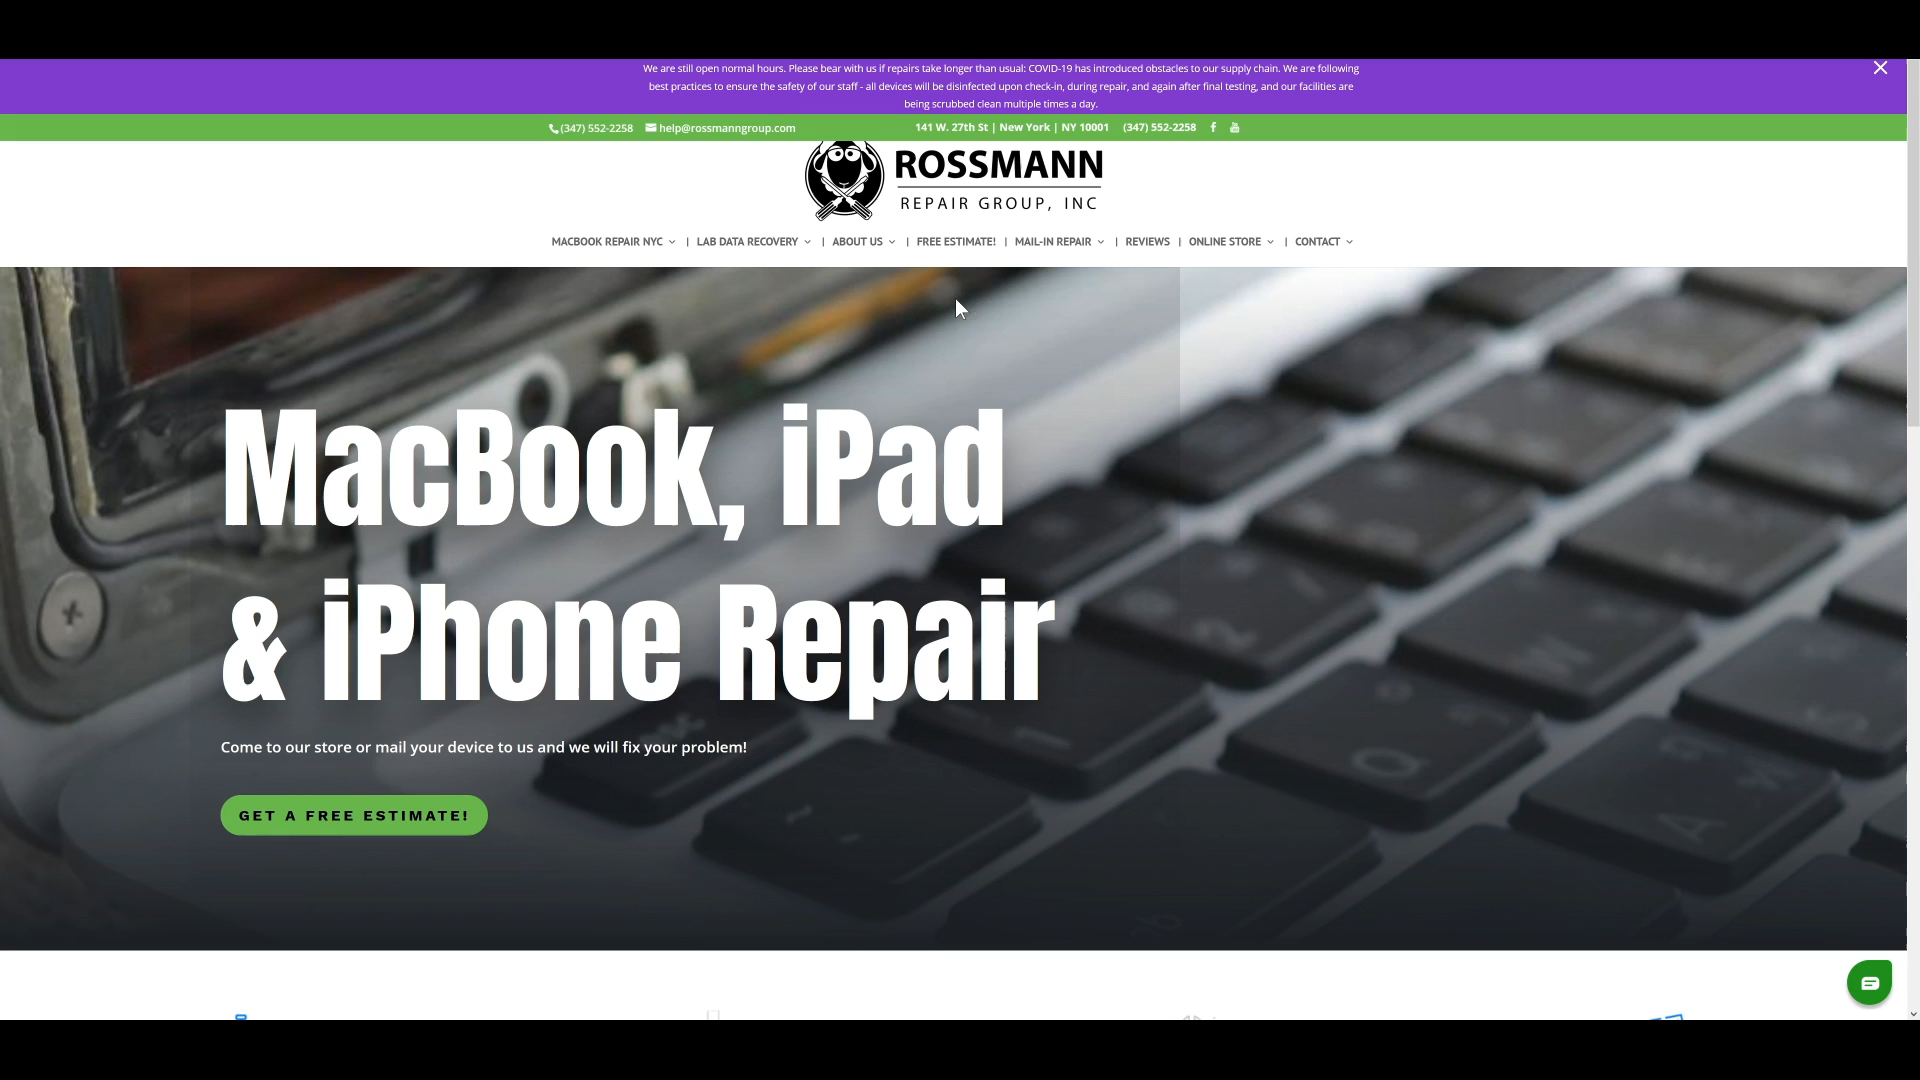 We are still open normal hours. Please bear with us if repairs take longer than usual: COVID-19 has introduced obstacles to our supply chain. We are following
best practices to ensure the safety of our staff - all devices will be disinfected upon check-in, during repair, and again after final testing, and our facilities are
being scrubbed clean multiple times a day.
(347) 552-2258 help@rossmanngroup.com 141 W. 27th St | New York | NY 10001 (347) 552-2258
ROSSMANN
REPAIR GROUP, INC
MACBOOK REPAIR NYC | LAB DATA RECOVERY | ABOUT US | FREE ESTIMATE! | MAIL-IN REPAIR | REVIEWS | ONLINE STORE | CONTACT
MacBook, iPad
& iPhone Repair
Come to our store or mail your device to us and we will fix your problem!
GET A FREE ESTIMATE!